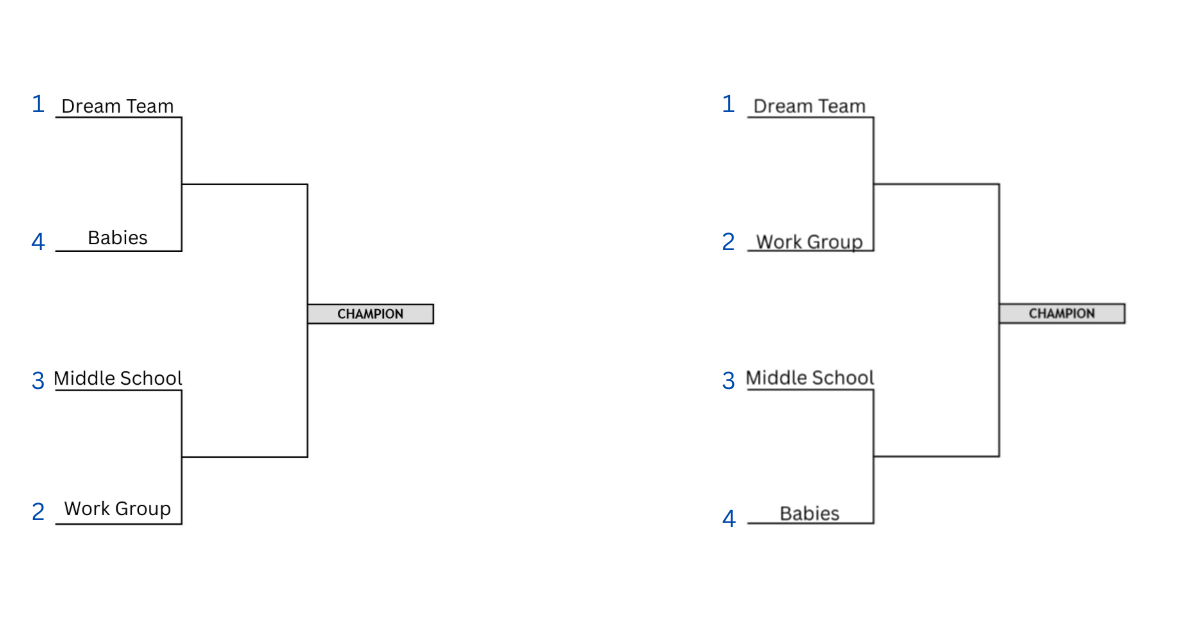 1 Dream Team
4 Babies
CHAMPION
3 Middle School
2 Work Group
1 Dream Team
2 Work Group
CHAMPION
3 Middle School
4 Babies